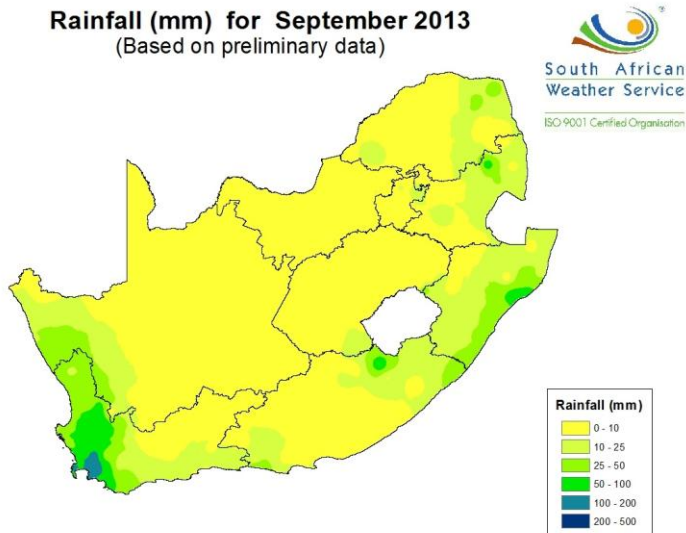 Rainfall (mm) for September 2013
(Based on preliminary data)
South African
Weather Service
ISO 9001 Certified Organisation
Rainfall (mm)
0 - 10
10 - 25
25 - 50
50 - 100
100 - 200
200 - 500